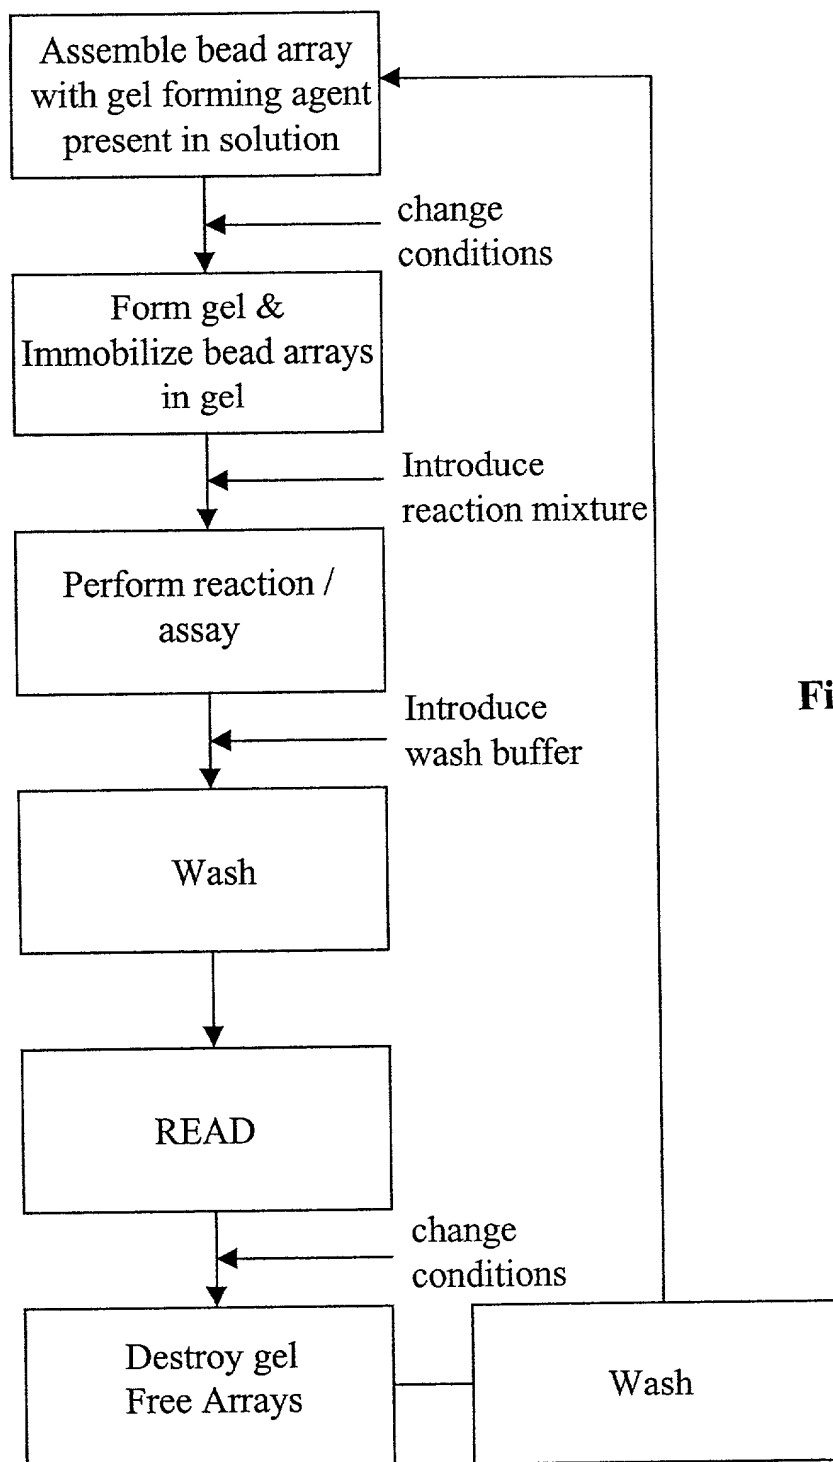 Assemble bead array
with gel forming agent
present in solution
change
conditions
Form gel &
Immobilize bead arrays
in gel
Introduce
reaction mixture
Perform reaction /
assay
Introduce
wash buffer
Fi
Wash
READ
change
conditions
Destroy gel
Free Arrays
Wash